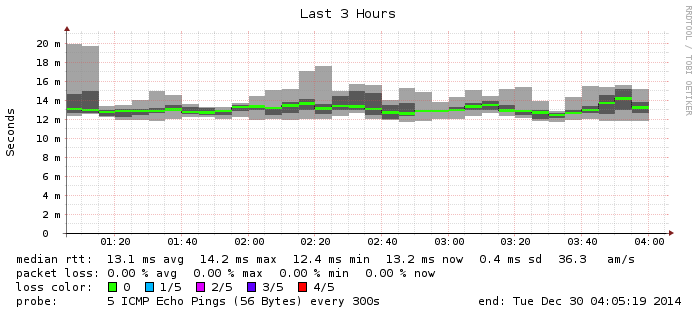 Last 3 Hours
RRDTOOL / TOBI OETIKER
Seconds
20 m
18 m
16 m
14 m
12 m
10 m
8 m
6 m
4 m
2 m
0
01:20 01:40 02:00 02:20 02:40 03:00 03:20 03:40 04:00
median rtt: 13.1 ms avg 14.2 ms max 12.4 ms min 13.2 ms now 0.4 ms sd 36.3 am/s
packet loss: 0.00 % avg 0.00 % max 0.00 % min 0.00 % now
loss color: 0 1/5 2/5 3/5 4/5
probe: 5 ICMP Echo Pings (56 Bytes) every 300s end: Tue Dec 30 04:05:19 2014